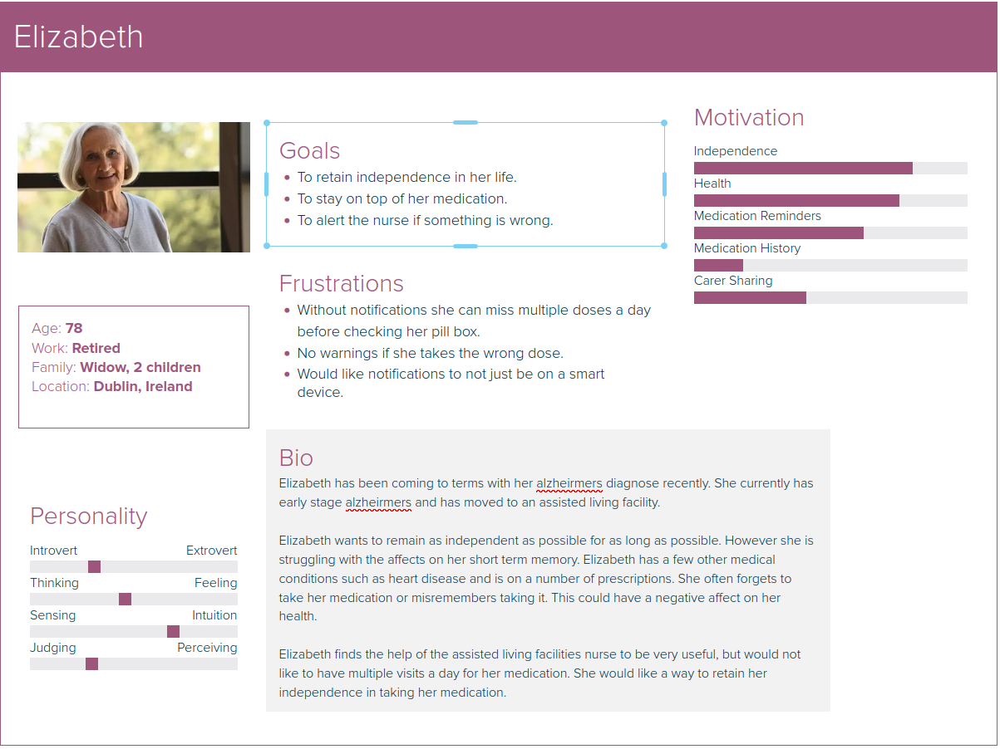 Elizabeth
Goals
To retain independence in her life.
To stay on top of her medication.
To alert the nurse if something is wrong.
Frustrations
Without notifications she can miss multiple doses a day
before checking her pill box.
No warnings if she takes the wrong dose.
Would like notifications to not just be on a smart
device.
Motivation
Independence
Health
Medication Reminders
Medication History
Carer Sharing
Age: 78
Work: Retired
Family: Widow, 2 children
Location: Dublin, Ireland
Personality
Introvert Extrovert
Thinking Feeling
Sensing Intuition
Judging Perceiving
Bio
Elizabeth has been coming to terms with her alzheirmers diagnose recently. She currently has
early stage alzheirmers and has moved to an assisted living facility.
Elizabeth wants to remain as independent as possible for as long as possible. However she is
struggling with the affects on her short term memory. Elizabeth has a few other medical
conditions such as heart disease and is on a number of prescriptions. She often forgets to
take her medication or misremembers taking it. This could have a negative affect on her
health.
Elizabeth finds the help of the assisted living facilities nurse to be very useful, but would not
like to have multiple visits a day for her medication. She would like a way to retain her
independence in taking her medication.